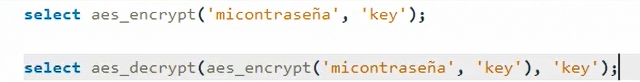 select aes_encrypt('micontraseña', 'key');
select aes_decrypt(aes_encrypt('micontraseña', 'key'), 'key');